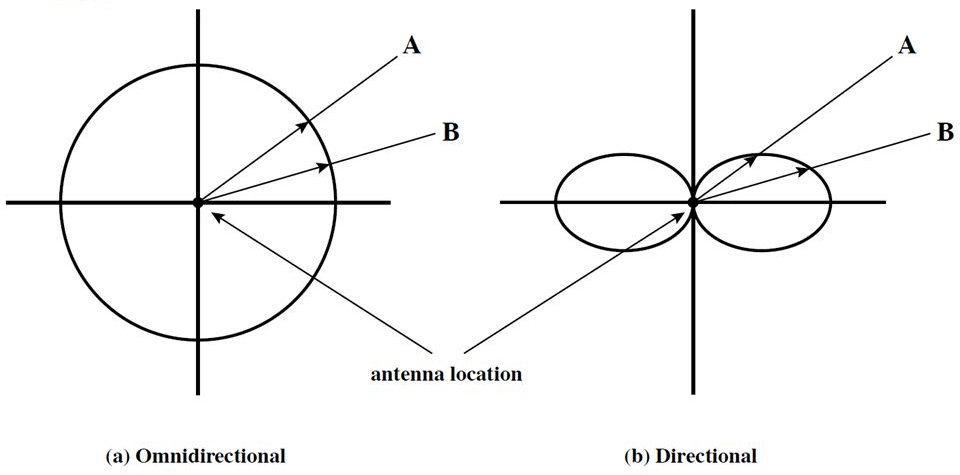 A
B
A
B
antenna location
(a) Omnidirectional
(b) Directional